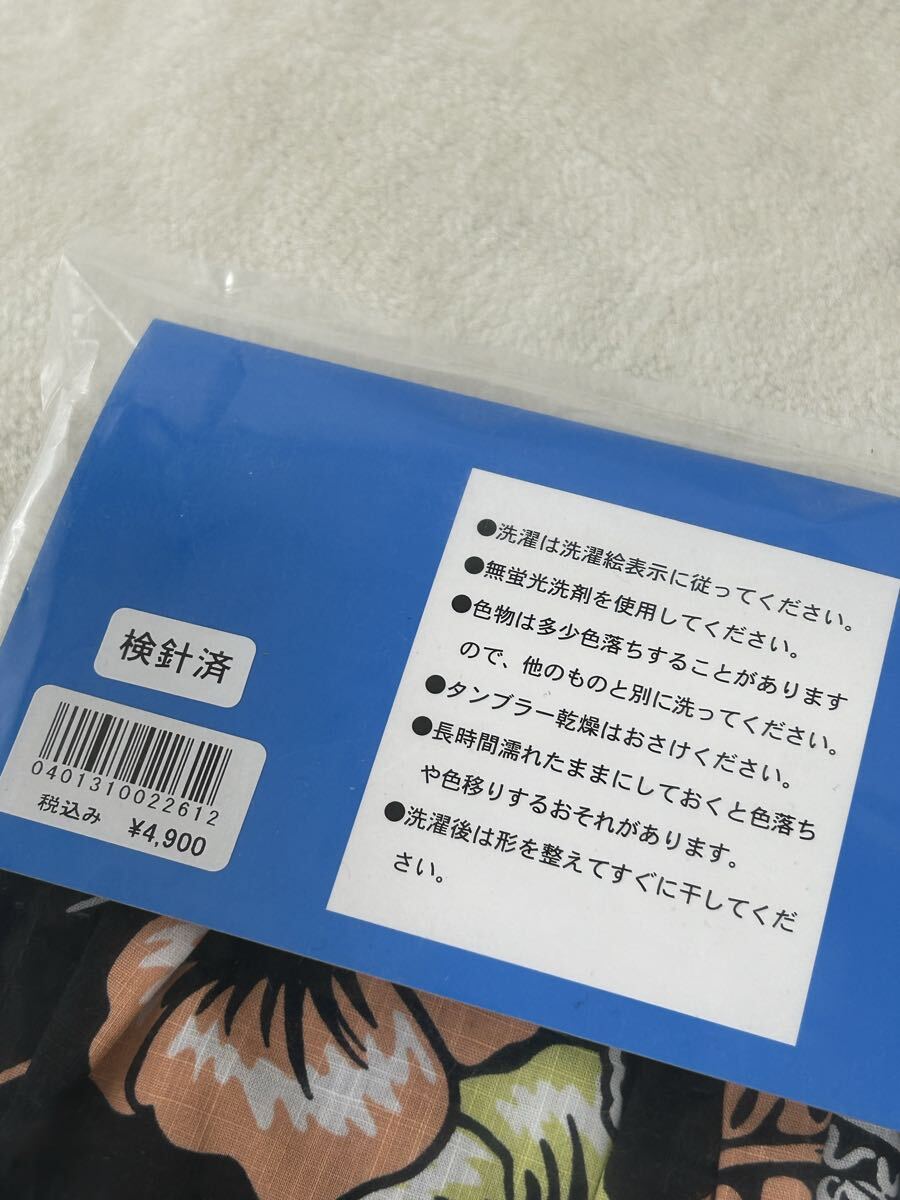 ●洗濯は洗濯絵表示に従ってください。
●無蛍光洗剤を使用してください。
●色物は多少色落ちすることがあります
ので、他のものと別に洗ってください。
●タンブラー乾燥はおさけください。
●長時間濡れたままにしておくと色落ち
や色移りするおそれがあります。
●洗濯後は形を整えてすぐに干してくだ
さい。
検針済
0401310022612
税込み ¥4,900